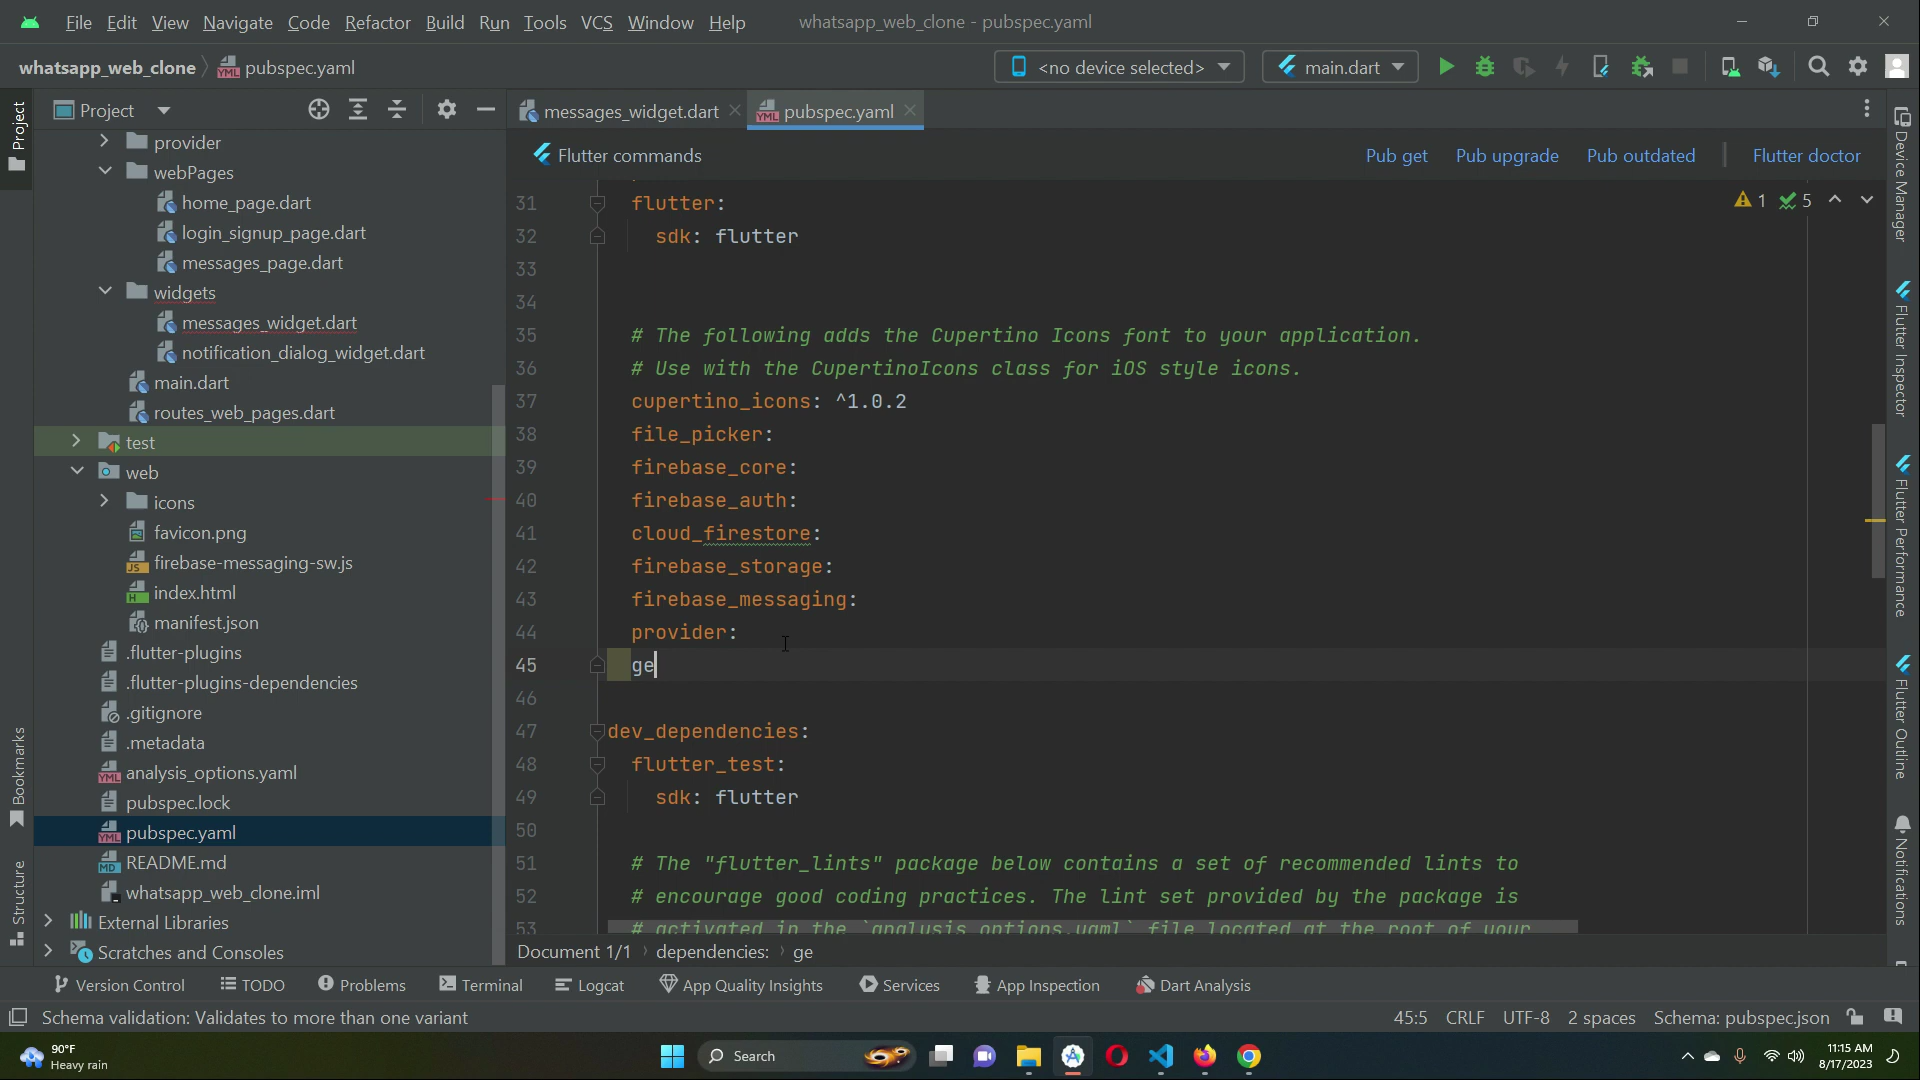 File Edit View Navigate Code Refactor Build Run Tools VCS Window Help whatsapp_web_clone - pubspec.yaml
whatsapp_web_clone pubspec.yaml <no device selected> main.dart
Project
Project
messages_widget.dart pubspec.yaml
Flutter commands Pub get Pub upgrade Pub outdated Flutter doctor
provider
webPages
home_page.dart
login_signup_page.dart
messages_page.dart
widgets
messages_widget.dart
notification_dialog_widget.dart
main.dart
routes_web_pages.dart
test
web
icons
favicon.png
firebase-messaging-sw.js
index.html
manifest.json
.flutter-plugins
.flutter-plugins-dependencies
.gitignore
.metadata
analysis_options.yaml
pubspec.lock
pubspec.yaml
README.md
whatsapp_web_clone.iml
External Libraries
Scratches and Consoles
Bookmarks
Structure
1 5
31 flutter:
32 sdk: flutter
33
34
35 # The following adds the Cupertino Icons font to your application.
36 # Use with the CupertinoIcons class for iOS style icons.
37 cupertino_icons: ^1.0.2
38 file_picker:
39 firebase_core:
40 firebase_auth:
41 cloud_firestore:
42 firebase_storage:
43 firebase_messaging:
44 provider:
45 ge
46
47 dev_dependencies:
48 flutter_test:
49 sdk: flutter
50
51 # The "flutter_lints" package below contains a set of recommended lints to
52 # encourage good coding practices. The lint set provided by the package is
53 # activated in the `analysis_options.yaml` file located at the root of your
Document 1/1 dependencies: ge
Device Manager
Flutter Inspector
Flutter Performance
Flutter Outline
Notifications
Version Control TODO Problems Terminal Logcat App Quality Insights Services App Inspection Dart Analysis
Schema validation: Validates to more than one variant 45:5 CRLF UTF-8 2 spaces Schema: pubspec.json
90°F
Heavy rain
Search
11:15 AM
8/17/2023